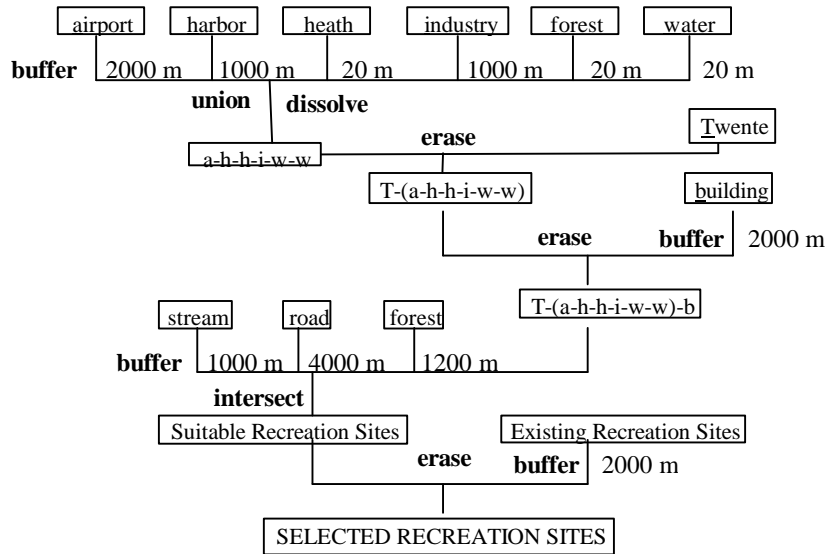 airport harbor heath industry forest water
buffer 2000 m 1000 m 20 m 1000 m 20 m 20 m
union dissolve
erase Twente
a-h-h-i-w-w
T-(a-h-h-i-w-w) building
erase buffer 2000 m
T-(a-h-h-i-w-w)-b
stream road forest
buffer 1000 m 4000 m 1200 m
intersect
Suitable Recreation Sites Existing Recreation Sites
erase buffer 2000 m
SELECTED RECREATION SITES